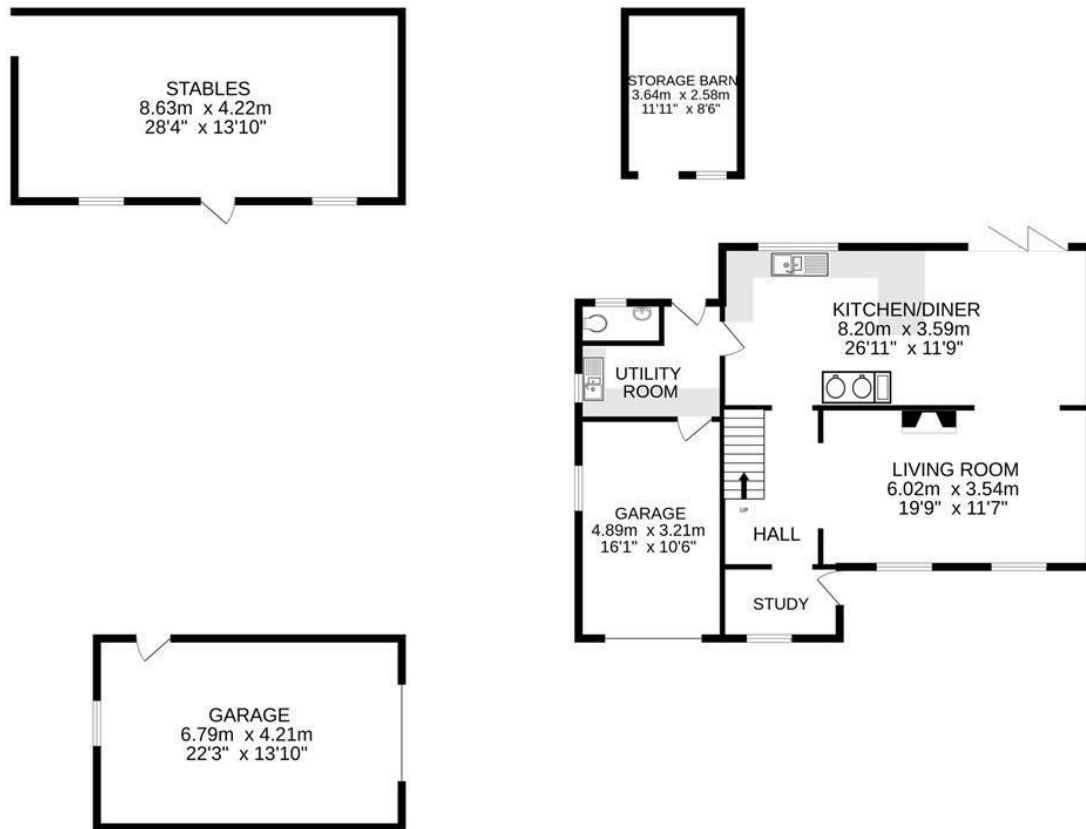 STABLES
8.63m x 4.22m
28'4" x 13'10"
STORAGE BARN
3.64m x 2.58m
11'11" x 8'6"
KITCHEN/DINER
8.20m x 3.59m
26'11" x 11'9"
UTILITY
ROOM
LIVING ROOM
6.02m x 3.54m
19'9" x 11'7"
GARAGE
4.89m x 3.21m
16'1" x 10'6"
UP
HALL
STUDY
GARAGE
6.79m x 4.21m
22'3" x 13'10"